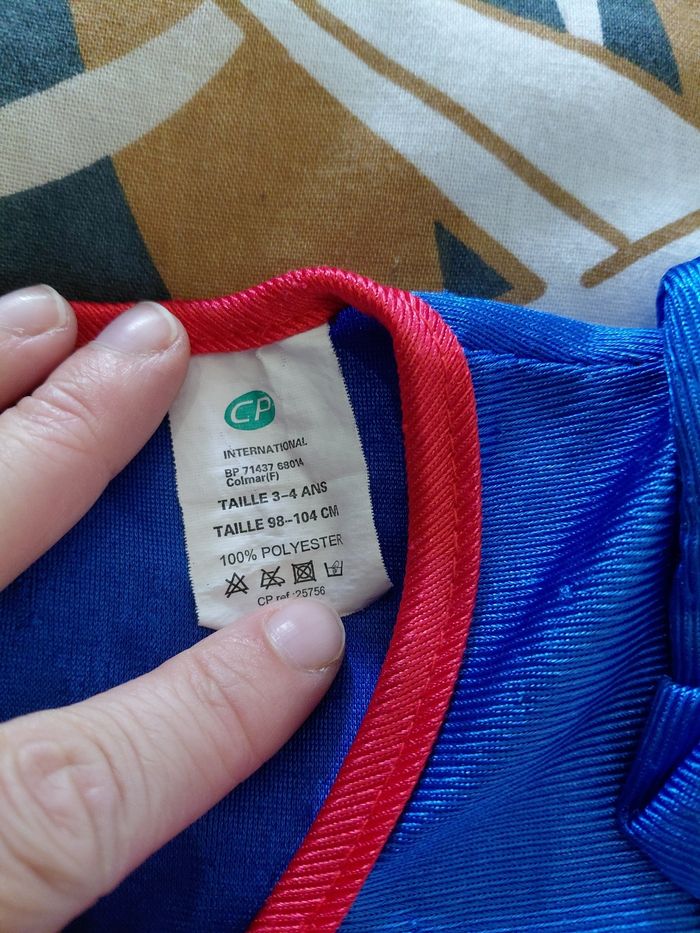 CP
INTERNATIONAL
BP 71437 68014
Colmar(F)
TAILLE 3-4 ANS
TAILLE 98-104 CM
100% POLYESTER
CP ref :25756